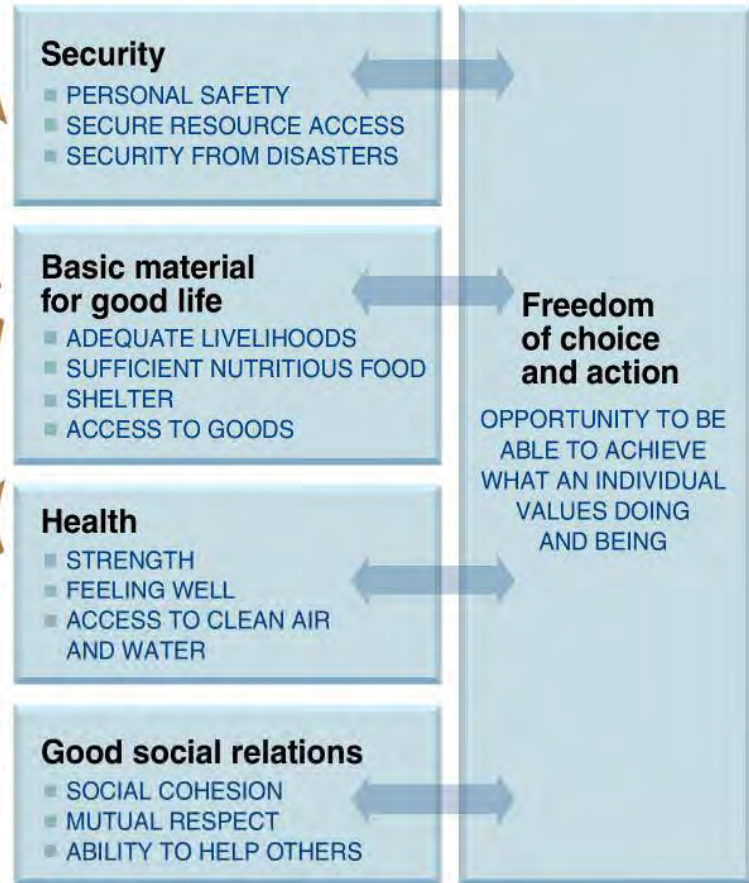 Security
PERSONAL SAFETY
SECURE RESOURCE ACCESS
SECURITY FROM DISASTERS
Basic material
for good life
ADEQUATE LIVELIHOODS
SUFFICIENT NUTRITIOUS FOOD
SHELTER
ACCESS TO GOODS
Health
STRENGTH
FEELING WELL
ACCESS TO CLEAN AIR
AND WATER
Good social relations
SOCIAL COHESION
MUTUAL RESPECT
ABILITY TO HELP OTHERS
Freedom
of choice
and action
OPPORTUNITY TO BE
ABLE TO ACHIEVE
WHAT AN INDIVIDUAL
VALUES DOING
AND BEING